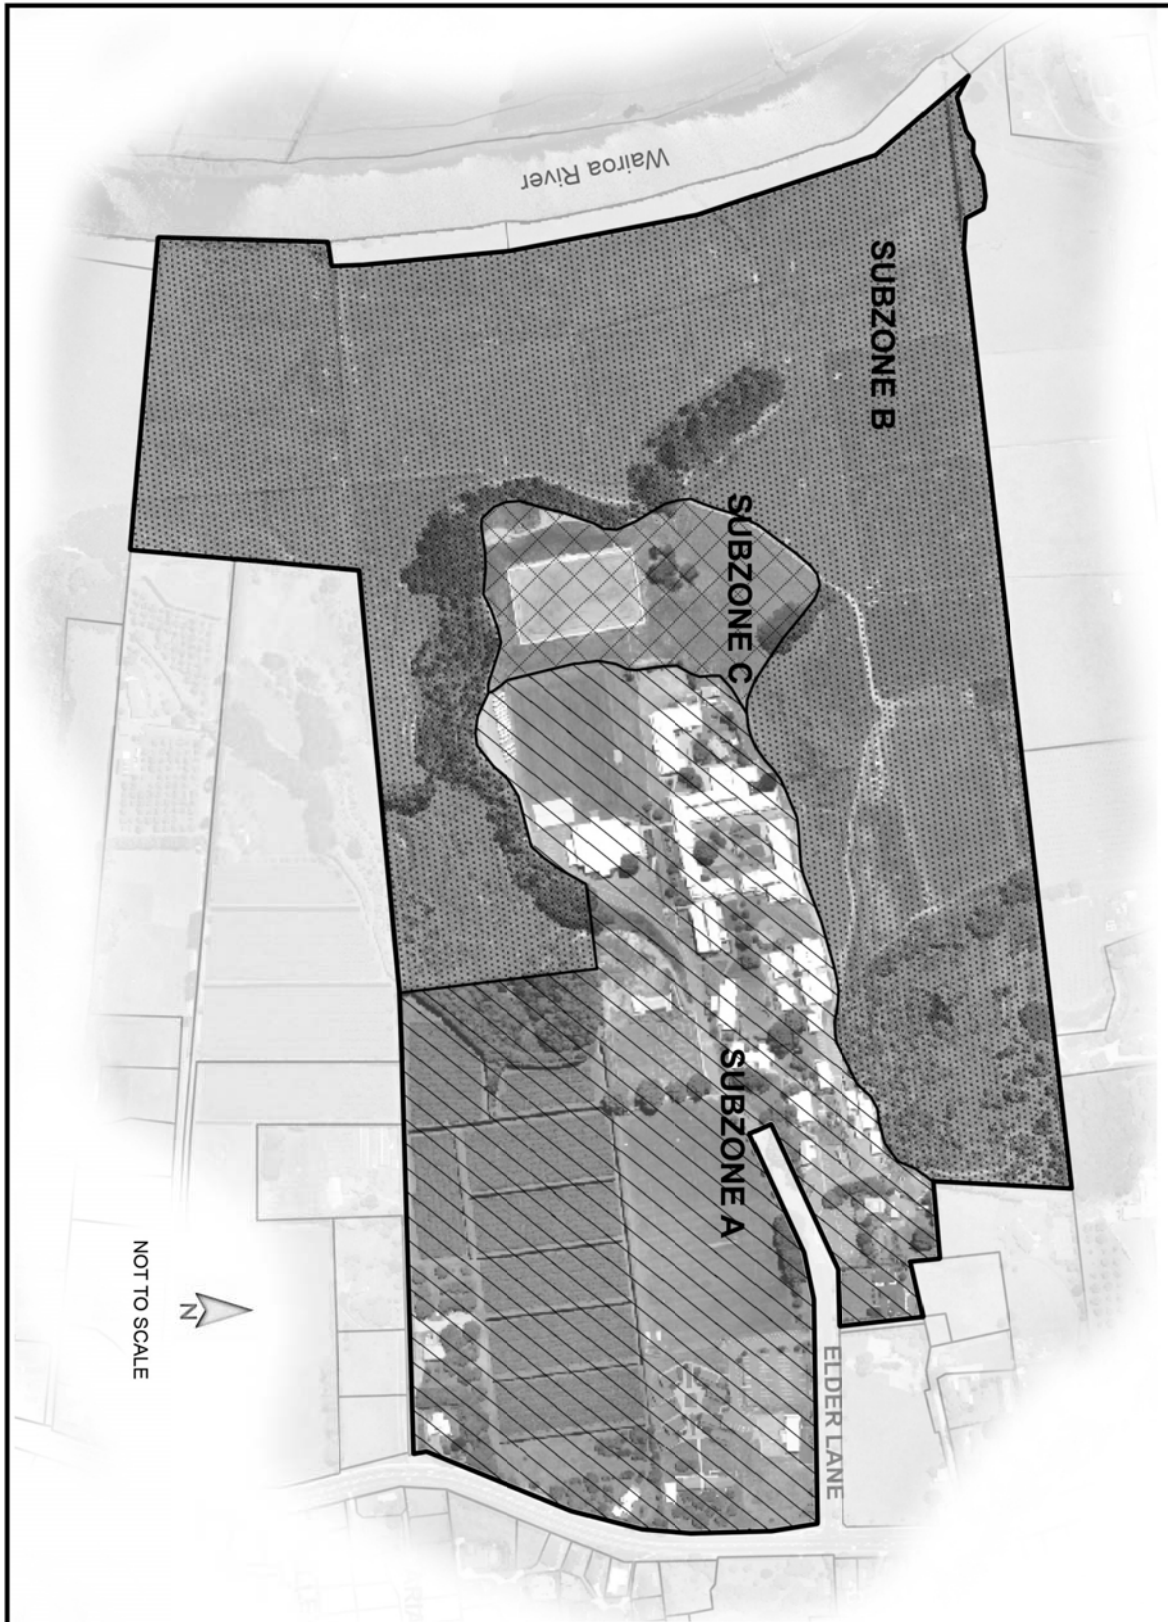 Wairoa River
SUBZONE B
SUBZONE C
SUBZONE A
ELDER LANE
NOT TO SCALE
N